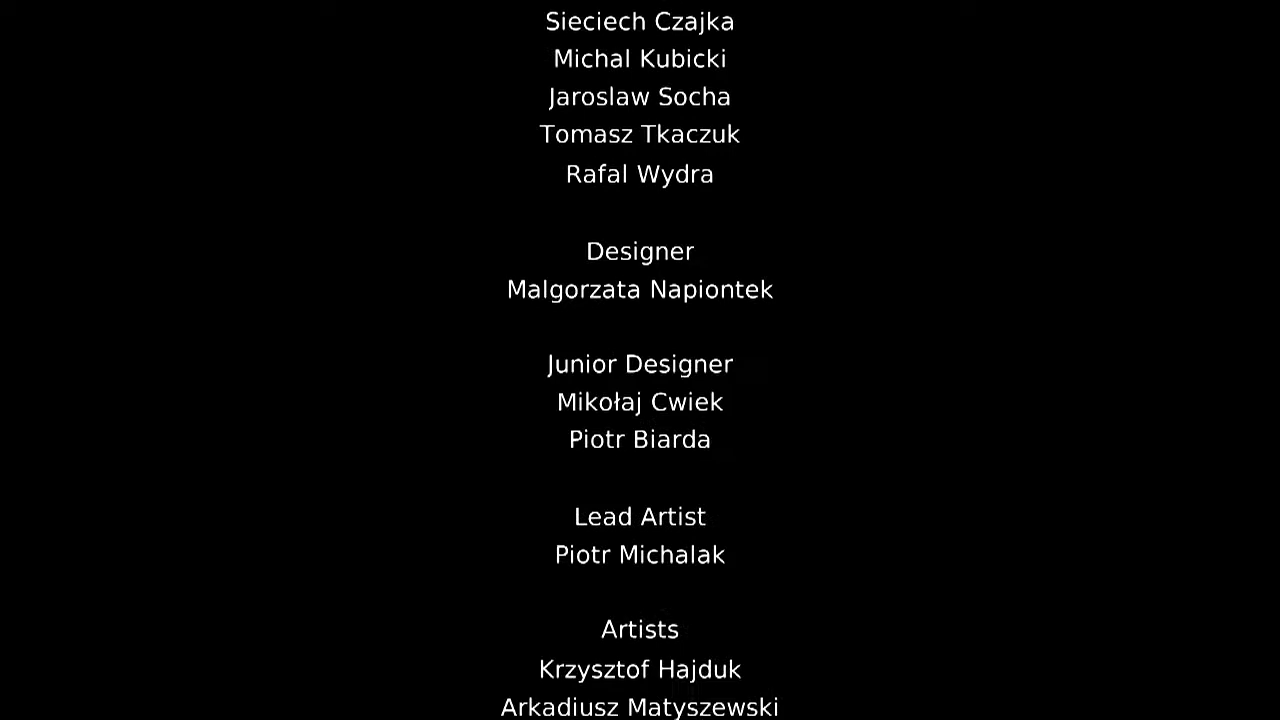 Sieciech Czajka
Michal Kubicki
Jaroslaw Socha
Tomasz Tkaczuk
Rafal Wydra
Designer
Malgorzata Napiontek
Junior Designer
Mikołaj Cwiek
Piotr Biarda
Lead Artist
Piotr Michalak
Artists
Krzysztof Hajduk
Arkadiusz Matyszewski